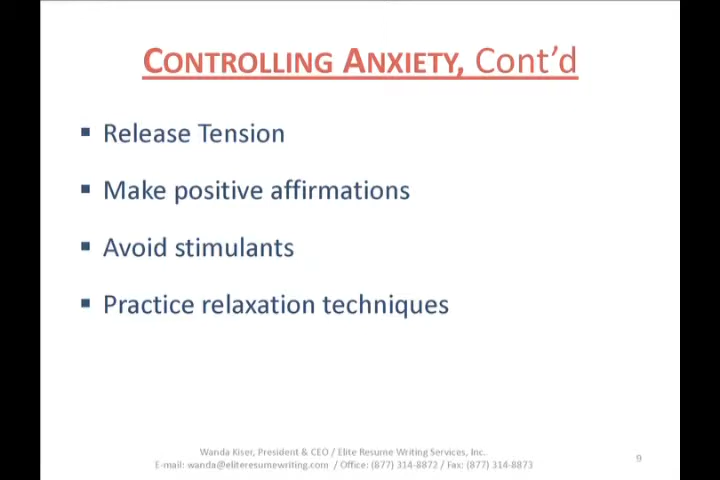 CONTROLLING ANXIETY, Cont'd
▪ Release Tension
▪ Make positive affirmations
▪ Avoid stimulants
▪ Practice relaxation techniques
Wanda Kiser, President & CEO / Elite Resume Writing Services, Inc.
E-mail: wanda@eliteresumewriting.com / Office: (877) 314-8872 / Fax: (877) 314-8873
9